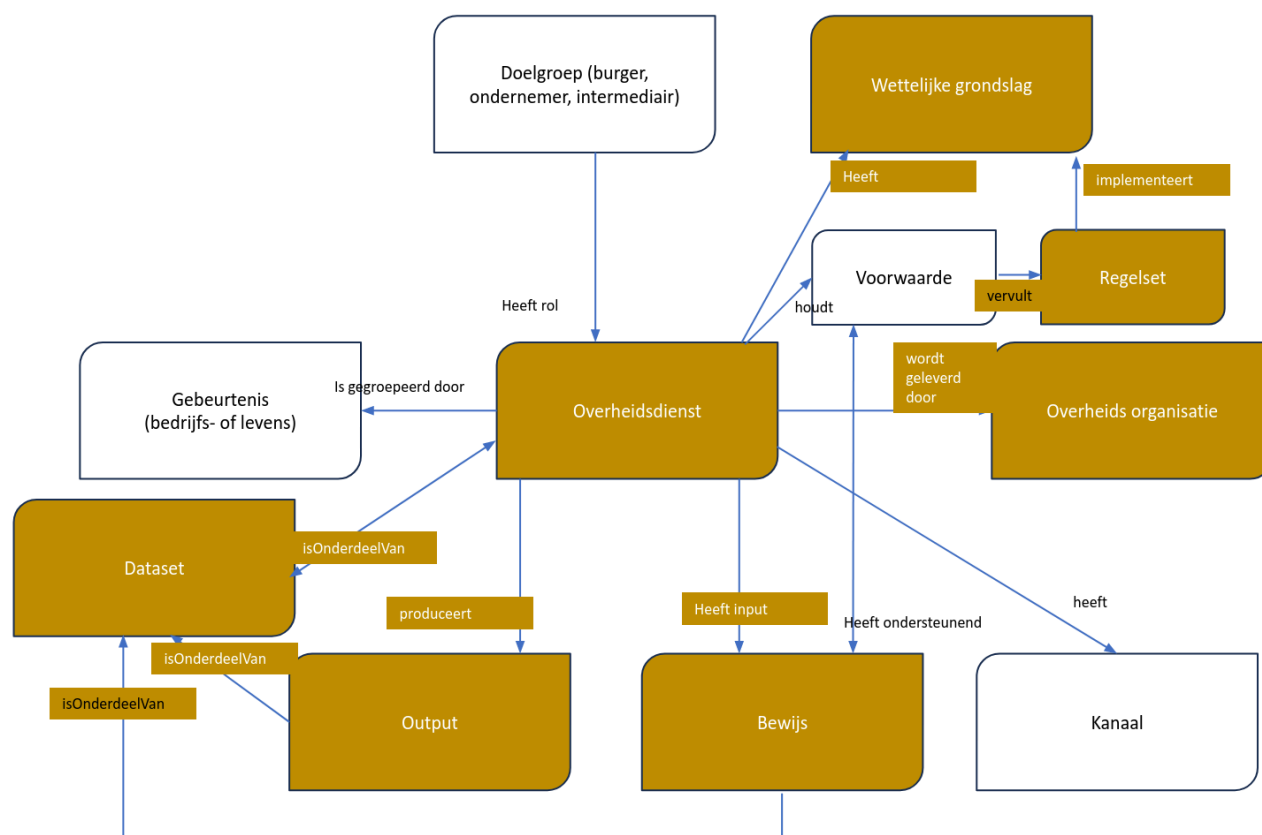 Doelgroep (burger,
ondernemer, intermediair)
Wettelijke grondslag
Heeft
implementeert
Voorwaarde
Regelset
vervult
houdt
Heeft rol
Gebeurtenis
(bedrijfs- of levens)
Is gegroepeerd door
Overheidsdienst
wordt
geleverd
door
Overheids organisatie
Dataset
isOnderdeelVan
produceert
Heeft input
heeft
Heeft ondersteunend
isOnderdeelVan
isOnderdeelVan
Output
Bewijs
Kanaal